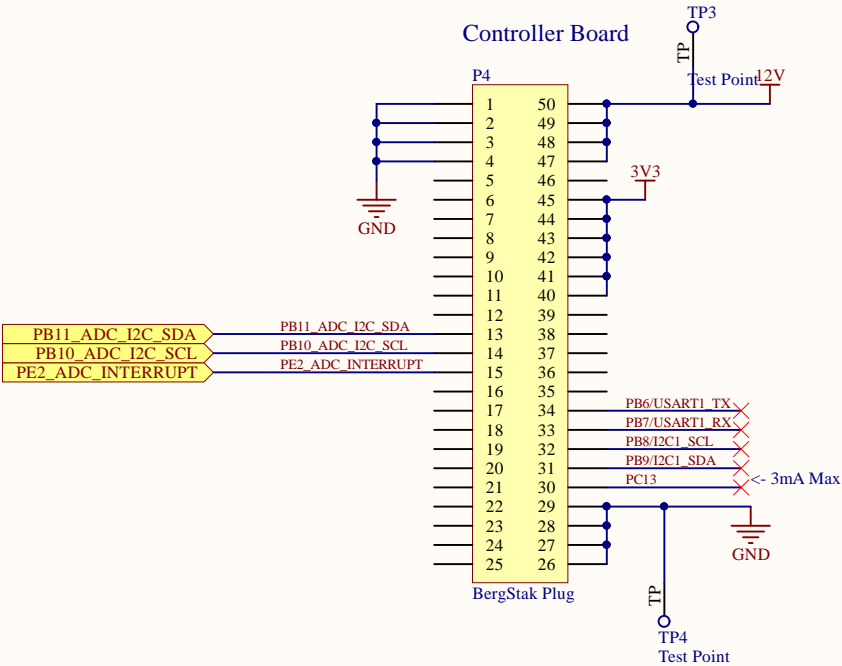 TP3
Controller Board
TP
Test Point
12V
P4
1 50
2 49
3 48
4 47
5 46
3V3
6 45
7 44
GND
8 43
9 42
10 41
11 40
12 39
PB11_ADC_I2C_SDA PB11_ADC_I2C_SDA 13 38
PB10_ADC_I2C_SCL PB10_ADC_I2C_SCL 14 37
PE2_ADC_INTERRUPT PE2_ADC_INTERRUPT 15 36
16 35
17 34 PB6/USART1_TX
18 33 PB7/USART1_RX
19 32 PB8/I2C1_SCL
20 31 PB9/I2C1_SDA
21 30 PC13 <- 3mA Max
22 29
23 28
24 27
GND
25 26
BergStak Plug
TP
TP4
Test Point